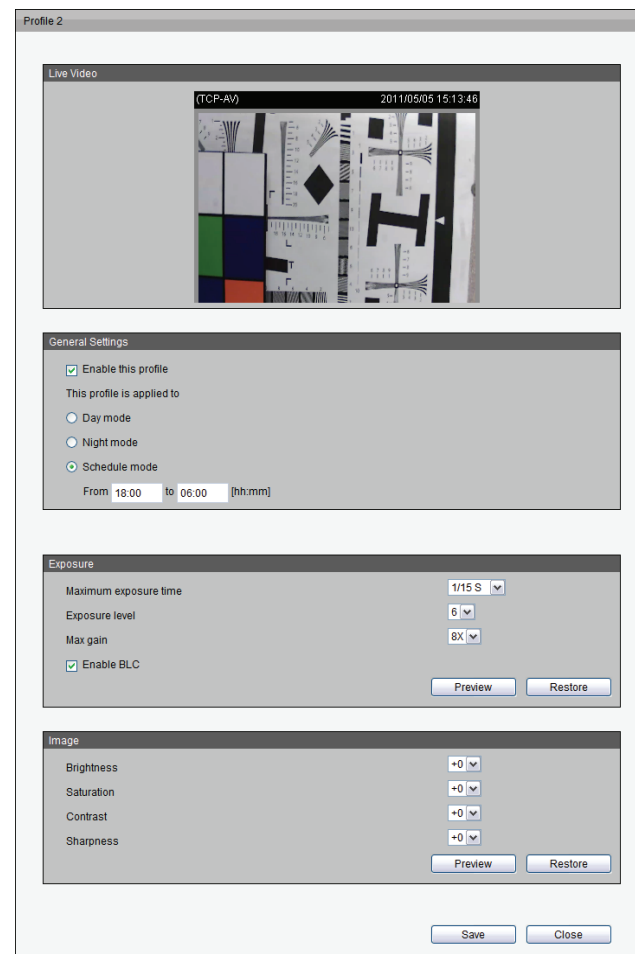 Profile 2
Live Video
(TCP-AV) 2011/05/05 15:13:46
General Settings
Enable this profile
This profile is applied to
Day mode
Night mode
Schedule mode
From 18:00 to 06:00 [hh:mm]
Exposure
Maximum exposure time 1/15 S
Exposure level 6
Max gain 8X
Enable BLC
Preview Restore
Image
Brightness +0
Saturation +0
Contrast +0
Sharpness +0
Preview Restore
Save Close